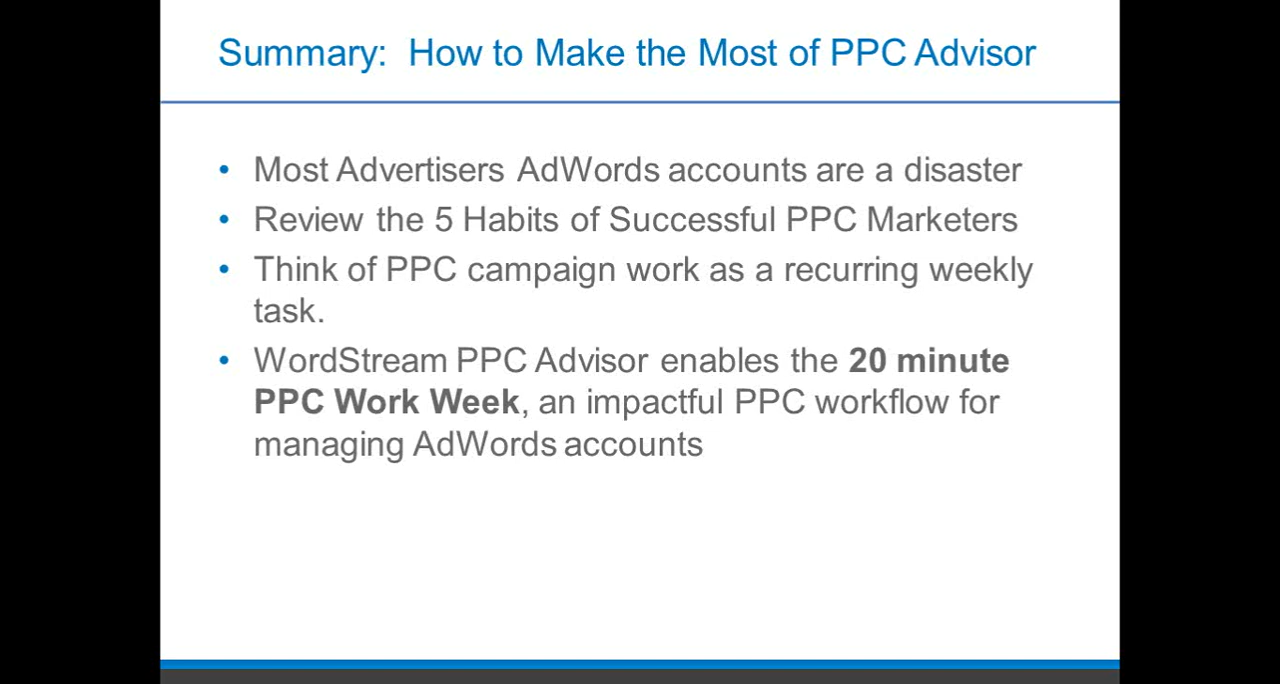 Summary: How to Make the Most of PPC Advisor
• Most Advertisers AdWords accounts are a disaster
• Review the 5 Habits of Successful PPC Marketers
• Think of PPC campaign work as a recurring weekly
task.
• WordStream PPC Advisor enables the 20 minute
PPC Work Week, an impactful PPC workflow for
managing AdWords accounts